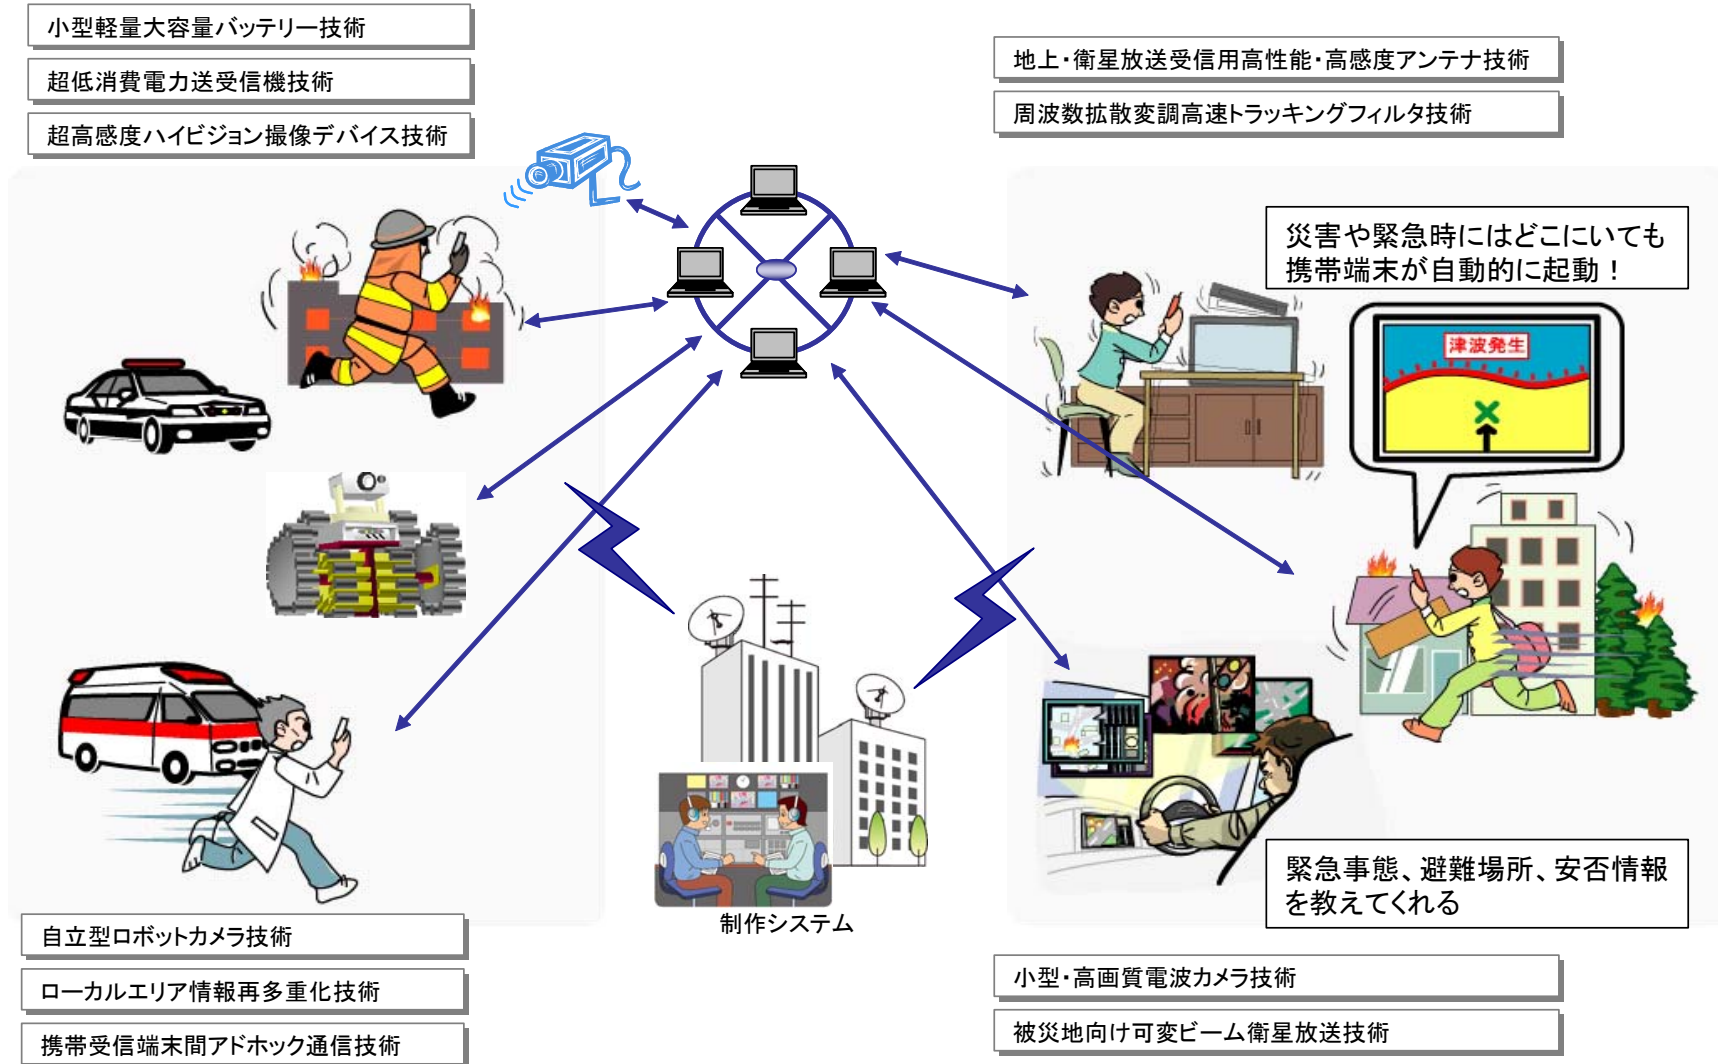 小型軽量大容量バッテリー技術
超低消費電力送受信機技術
超高感度ハイビジョン撮像デバイス技術
地上・衛星放送受信用高性能・高感度アンテナ技術
周波数拡散変調高速トラッキングフィルタ技術
災害や緊急時にはどこにいても
携帯端末が自動的に起動！
津波発生
緊急事態、避難場所、安否情報
を教えてくれる
制作システム
自立型ロボットカメラ技術
ローカルエリア情報再多重化技術
携帯受信端末間アドホック通信技術
小型・高画質電波カメラ技術
被災地向け可変ビーム衛星放送技術